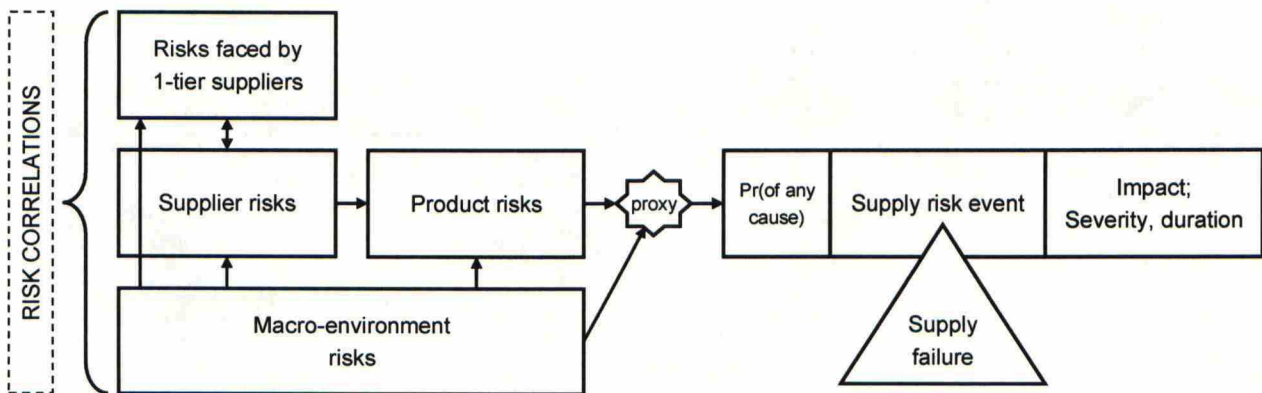 RISK CORRELATIONS
Risks faced by
1-tier suppliers
Supplier risks
Product risks
Macro-environment
risks
proxy
Pr(of any
cause)
Supply risk event
Impact;
Severity, duration
Supply
failure